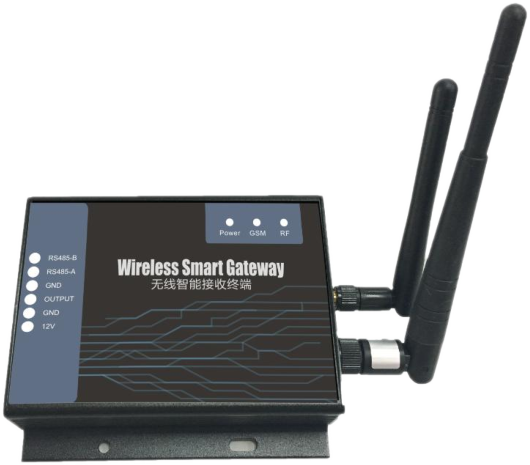 Power GSM RF
RS485-B
RS485-A
GND
OUTPUT
GND
12V
Wireless Smart Gateway
无线智能接收终端